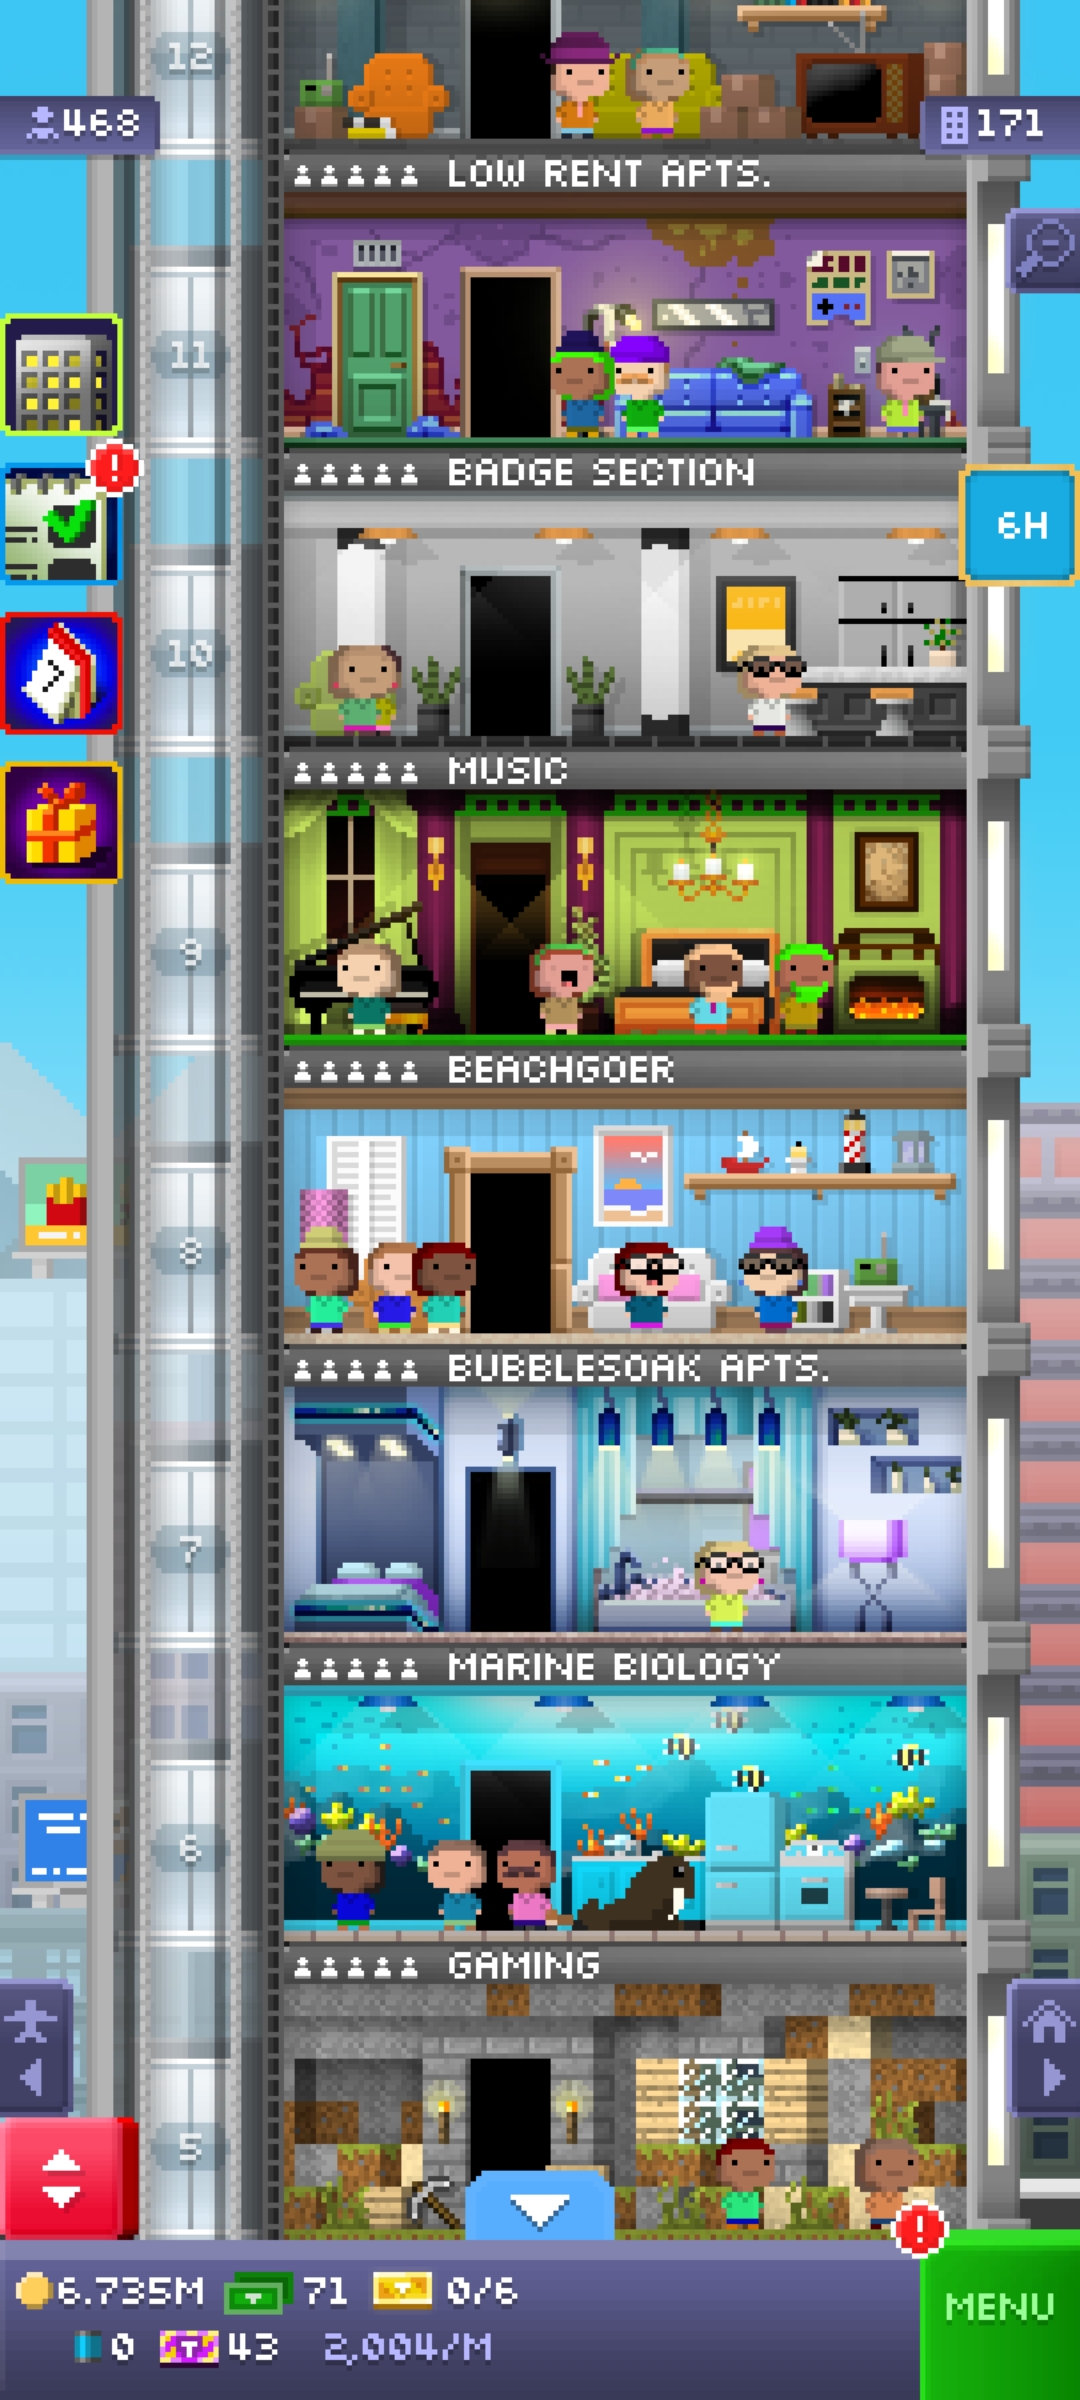 12
468
171
LOW RENT APTS.
11
BADGE SECTION
6H
10
MUSIC
9
BEACHGOER
8
BUBBLESOAK APTS.
7
MARINE BIOLOGY
6
GAMING
5
6.735M 71 0/6
MENU
0 T 43 2,004/M